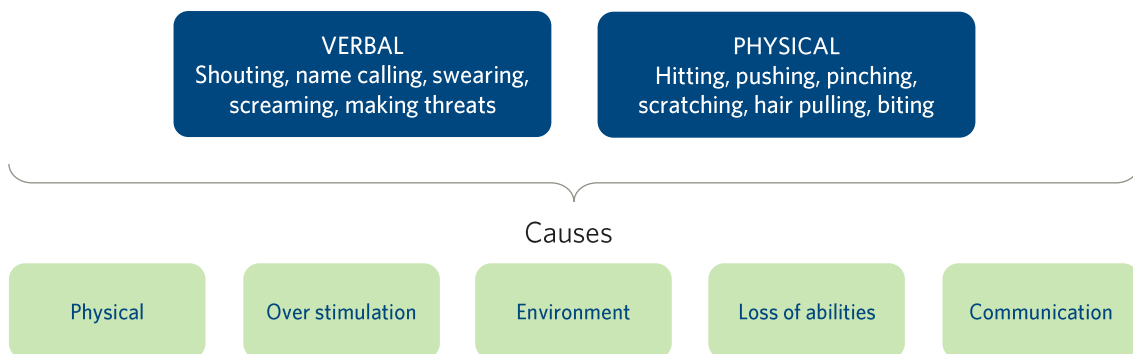 VERBAL
Shouting, name calling, swearing,
screaming, making threats
PHYSICAL
Hitting, pushing, pinching,
scratching, hair pulling, biting
Causes
Physical
Over stimulation
Environment
Loss of abilities
Communication